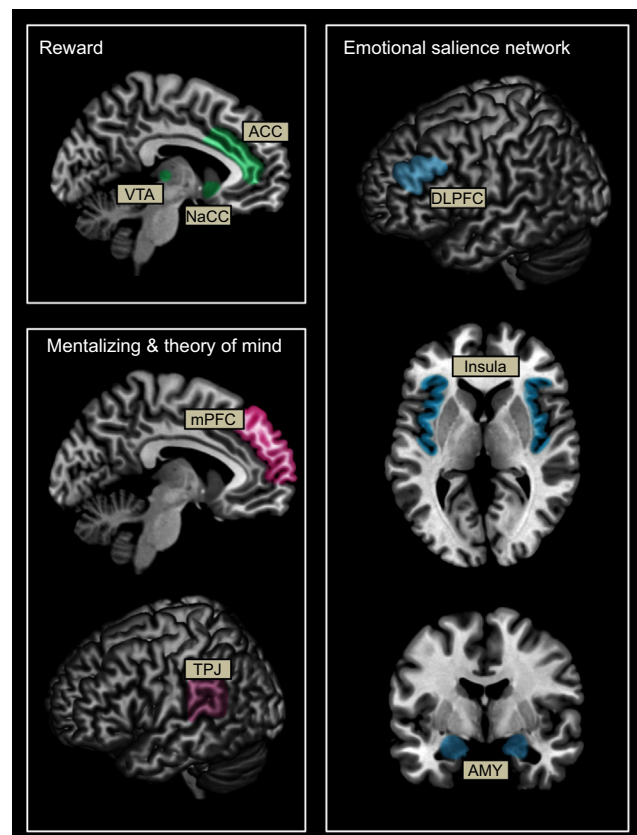 Reward
ACC
VTA
NaCC
Mentalizing & theory of mind
mPFC
TPJ
Emotional salience network
DLPFC
Insula
AMY